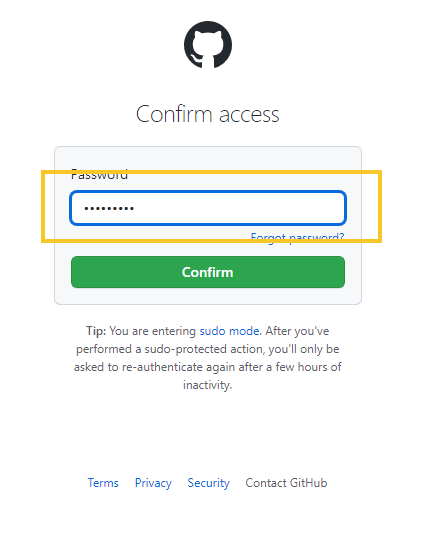 Confirm access
Password
•••••••••
Forgot password?
Confirm
Tip: You are entering sudo mode. After you've
performed a sudo-protected action, you'll only be
asked to re-authenticate again after a few hours of
inactivity.
Terms Privacy Security Contact GitHub